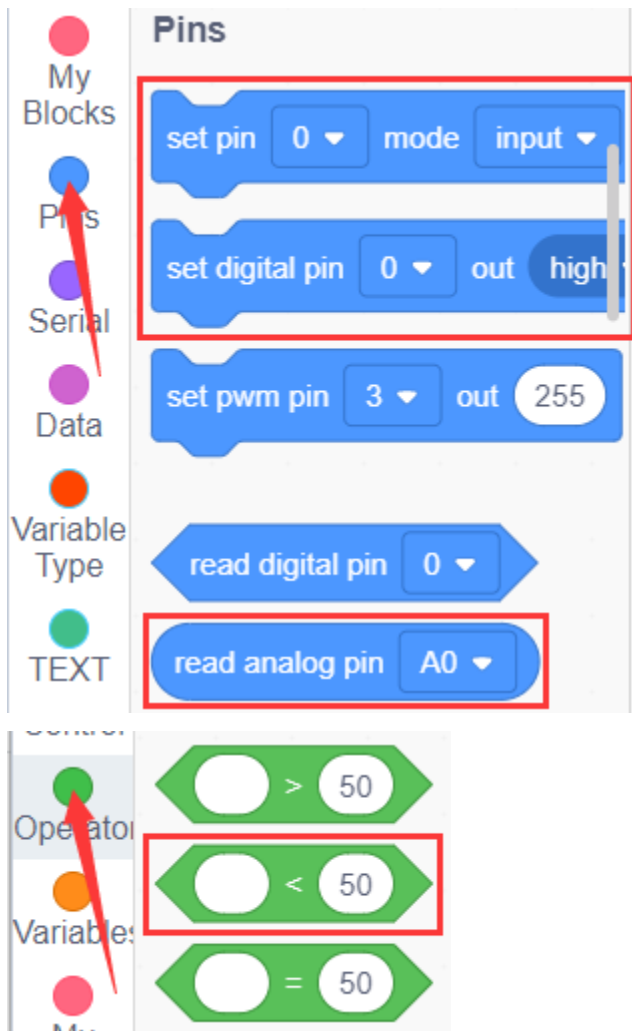 Pins
My
Blocks
set pin 0 mode input
Pins
set digital pin 0 out high
Serial
set pwm pin 3 out 255
Data
Variable
Type
read digital pin 0
TEXT
read analog pin A0
> 50
Operator
< 50
Variables
= 50